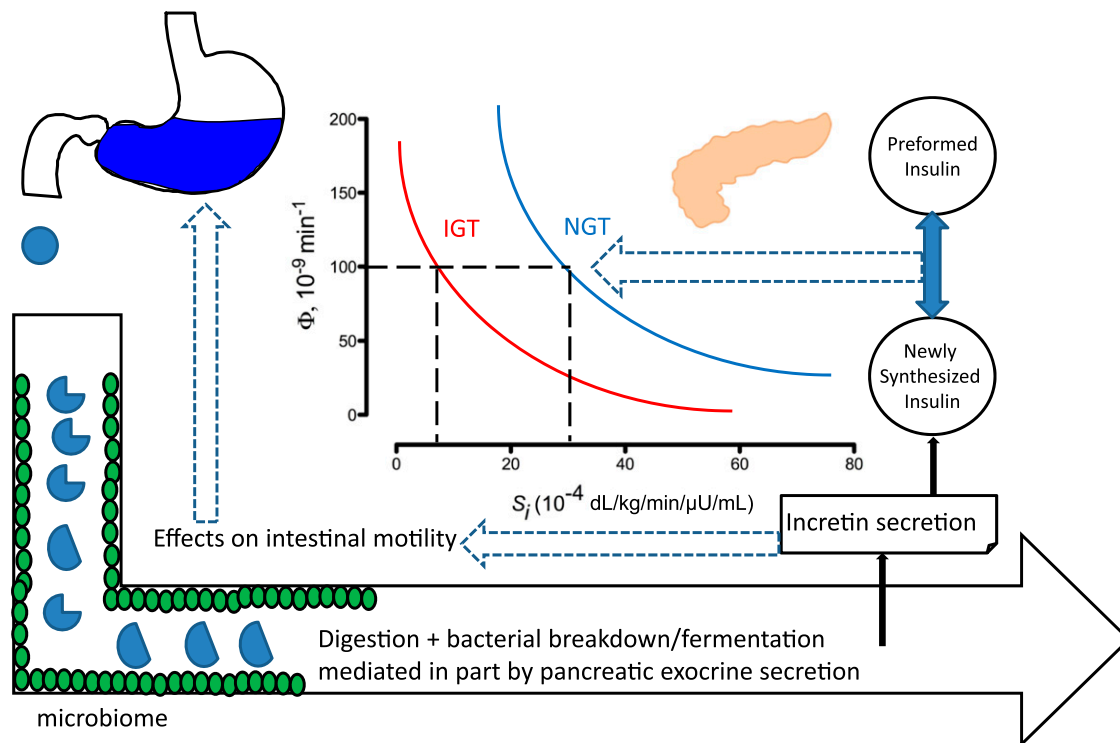 200
150
100
50
0
Φ, 10⁻⁹ min⁻¹
IGT
NGT
0
20
40
60
80
Sᵢ (10⁻⁴ dL/kg/min/µU/mL)
Preformed
Insulin
Newly
Synthesized
Insulin
Incretin secretion
Effects on intestinal motility
Digestion + bacterial breakdown/fermentation
mediated in part by pancreatic exocrine secretion
microbiome